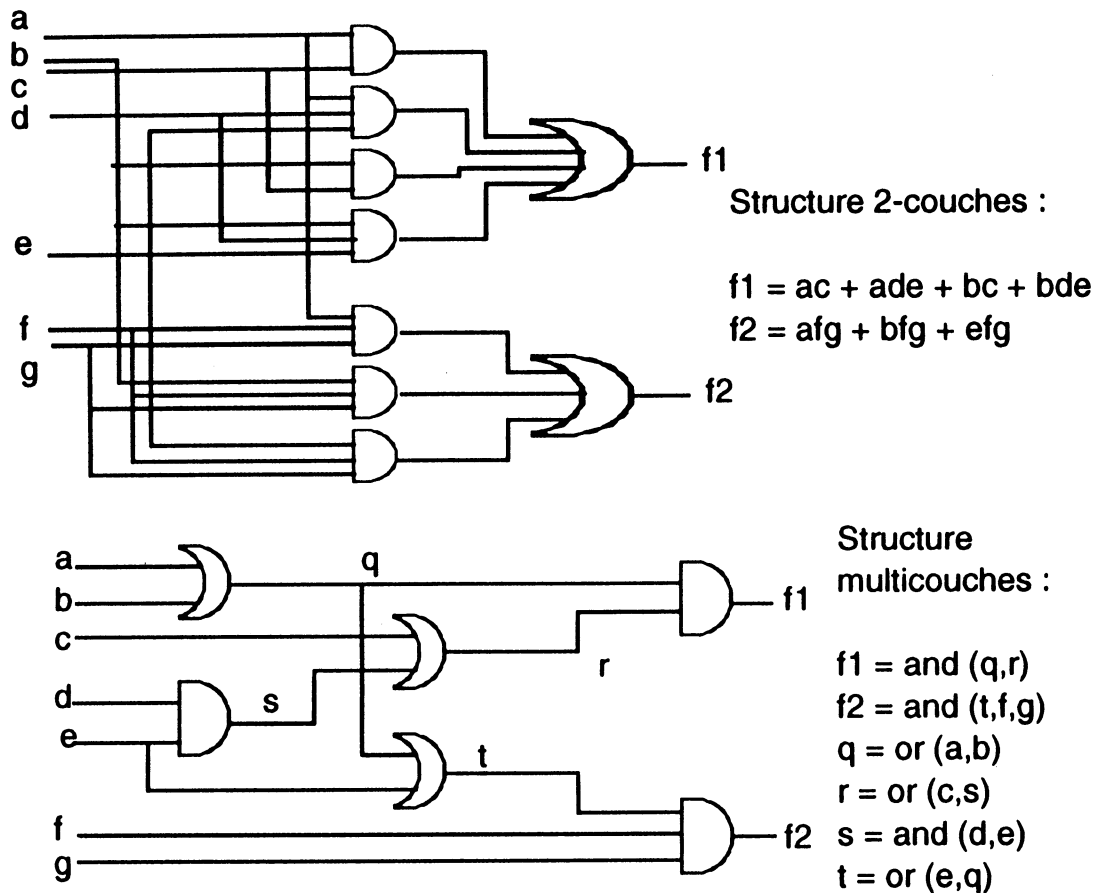 a
b
c
d
e
f
g
f1
f2
Structure 2-couches :
f1 = ac + ade + bc + bde
f2 = afg + bfg + efg
a
b
c
d
e
f
g
q
r
s
t
f1
f2
Structure
multicouches :
f1 = and (q,r)
f2 = and (t,f,g)
q = or (a,b)
r = or (c,s)
s = and (d,e)
t = or (e,q)